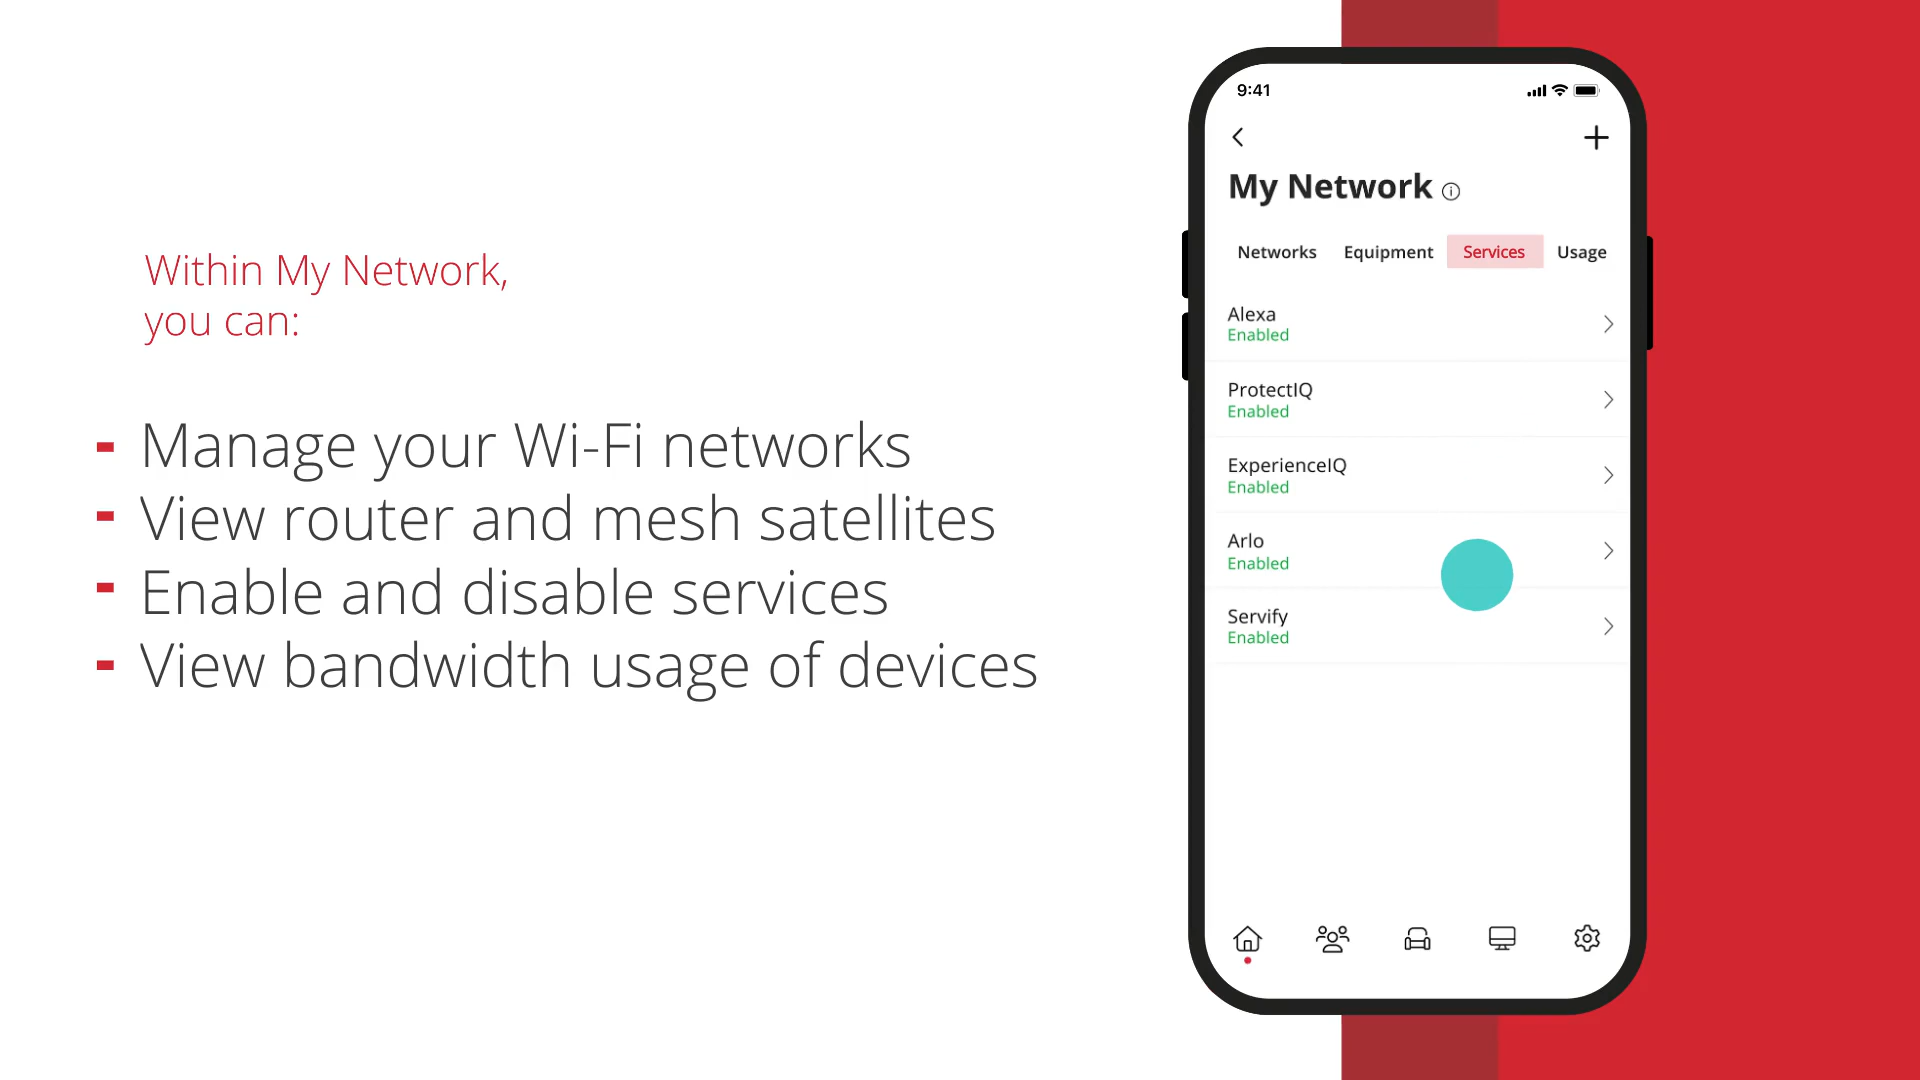 Within My Network,
you can:
- Manage your Wi-Fi networks
- View router and mesh satellites
- Enable and disable services
- View bandwidth usage of devices
9:41
My Network
Networks Equipment Services Usage
Alexa
Enabled
ProtectIQ
Enabled
ExperienceIQ
Enabled
Arlo
Enabled
Servify
Enabled